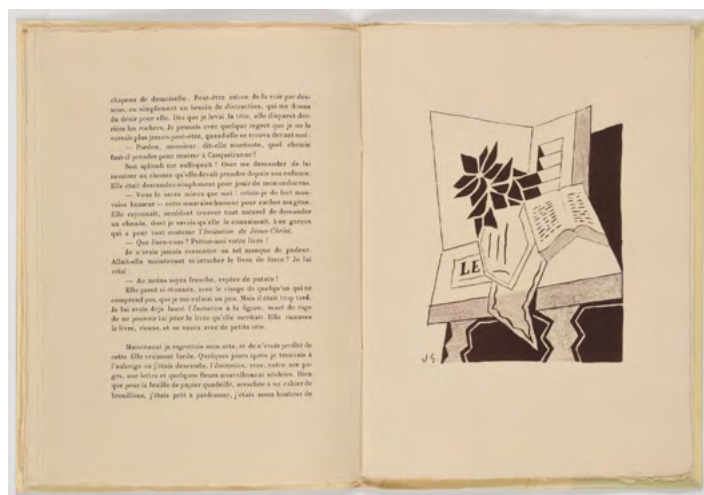 chapeau de demoiselle. Peut-être est-ce de la voir par des-
sous, ou simplement un besoin de distraction, qui me donna
du désir pour elle. Dès que je levai la tête, elle disparut der-
rière les rochers. Je pensais avec quelque regret que je ne la
verrais plus jamais peut-être, quand elle se trouva devant moi :
— Pardon, monsieur dit-elle souriante, quel chemin
faut-il prendre pour rentrer à Carqueiranne ?
Son aplomb me suffoquait ! Oser me demander de lui
montrer un chemin qu'elle devait prendre depuis son enfance.
Elle était descendue simplement pour jouir de mon embarras.
— Vous le savez mieux que moi ! criais-je de fort mau-
vaise humeur — cette mauvaise humeur pour cacher ma gêne.
Elle rayonnait, semblant trouver tout naturel de demander
un chemin, dont je savais qu'elle le connaissait, à un garçon
qui a pour tout costume l'Imitation de Jésus-Christ.
— Que lisez-vous ? Prêtez-moi votre livre !
Je n'avais jamais rencontré un tel manque de pudeur.
Allait-elle maintenant m'arracher le livre de force ? Je lui
criai :
— Au moins soyez franche, espèce de putain !
Elle parut si étonnée, avec le visage de quelqu'un qui ne
comprend pas, que je me calmai un peu. Mais il était trop tard.
Je lui avais déjà lancé l'Imitation à la figure, mort de rage
de ne pouvoir lui jeter le livre qu'elle méritait. Elle ramassa
le livre, rienne, et se sauva avec de petits cris.
Maintenant je regrettais mon acte, et de n'avoir profité de
cette fille vraiment facile. Quelques jours après je trouvais à
l'auberge où j'étais descendu, l'Imitation, avec, entre ses pa-
ges, une lettre et quelques fleurs nouvellement séchées. Bien
que pour la feuille de papier quadrillé, arrachée à un cahier de
brouillons, j'étais prêt à pardonner, j'étais assez honteux de
LE
JG